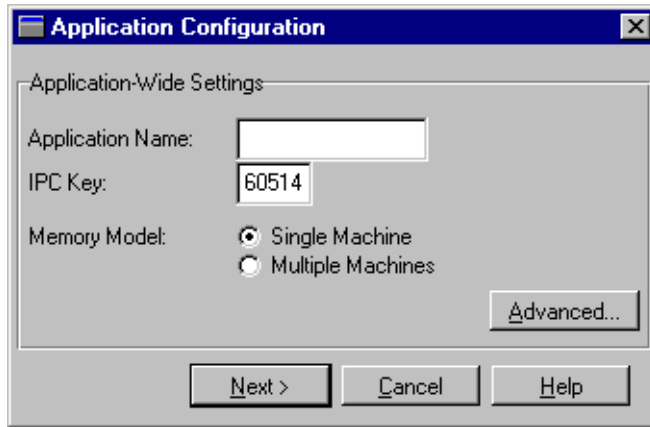 Application Configuration
Application-Wide Settings
Application Name:
IPC Key: 60514
Memory Model: Single Machine
Multiple Machines
Advanced...
Next > Cancel Help